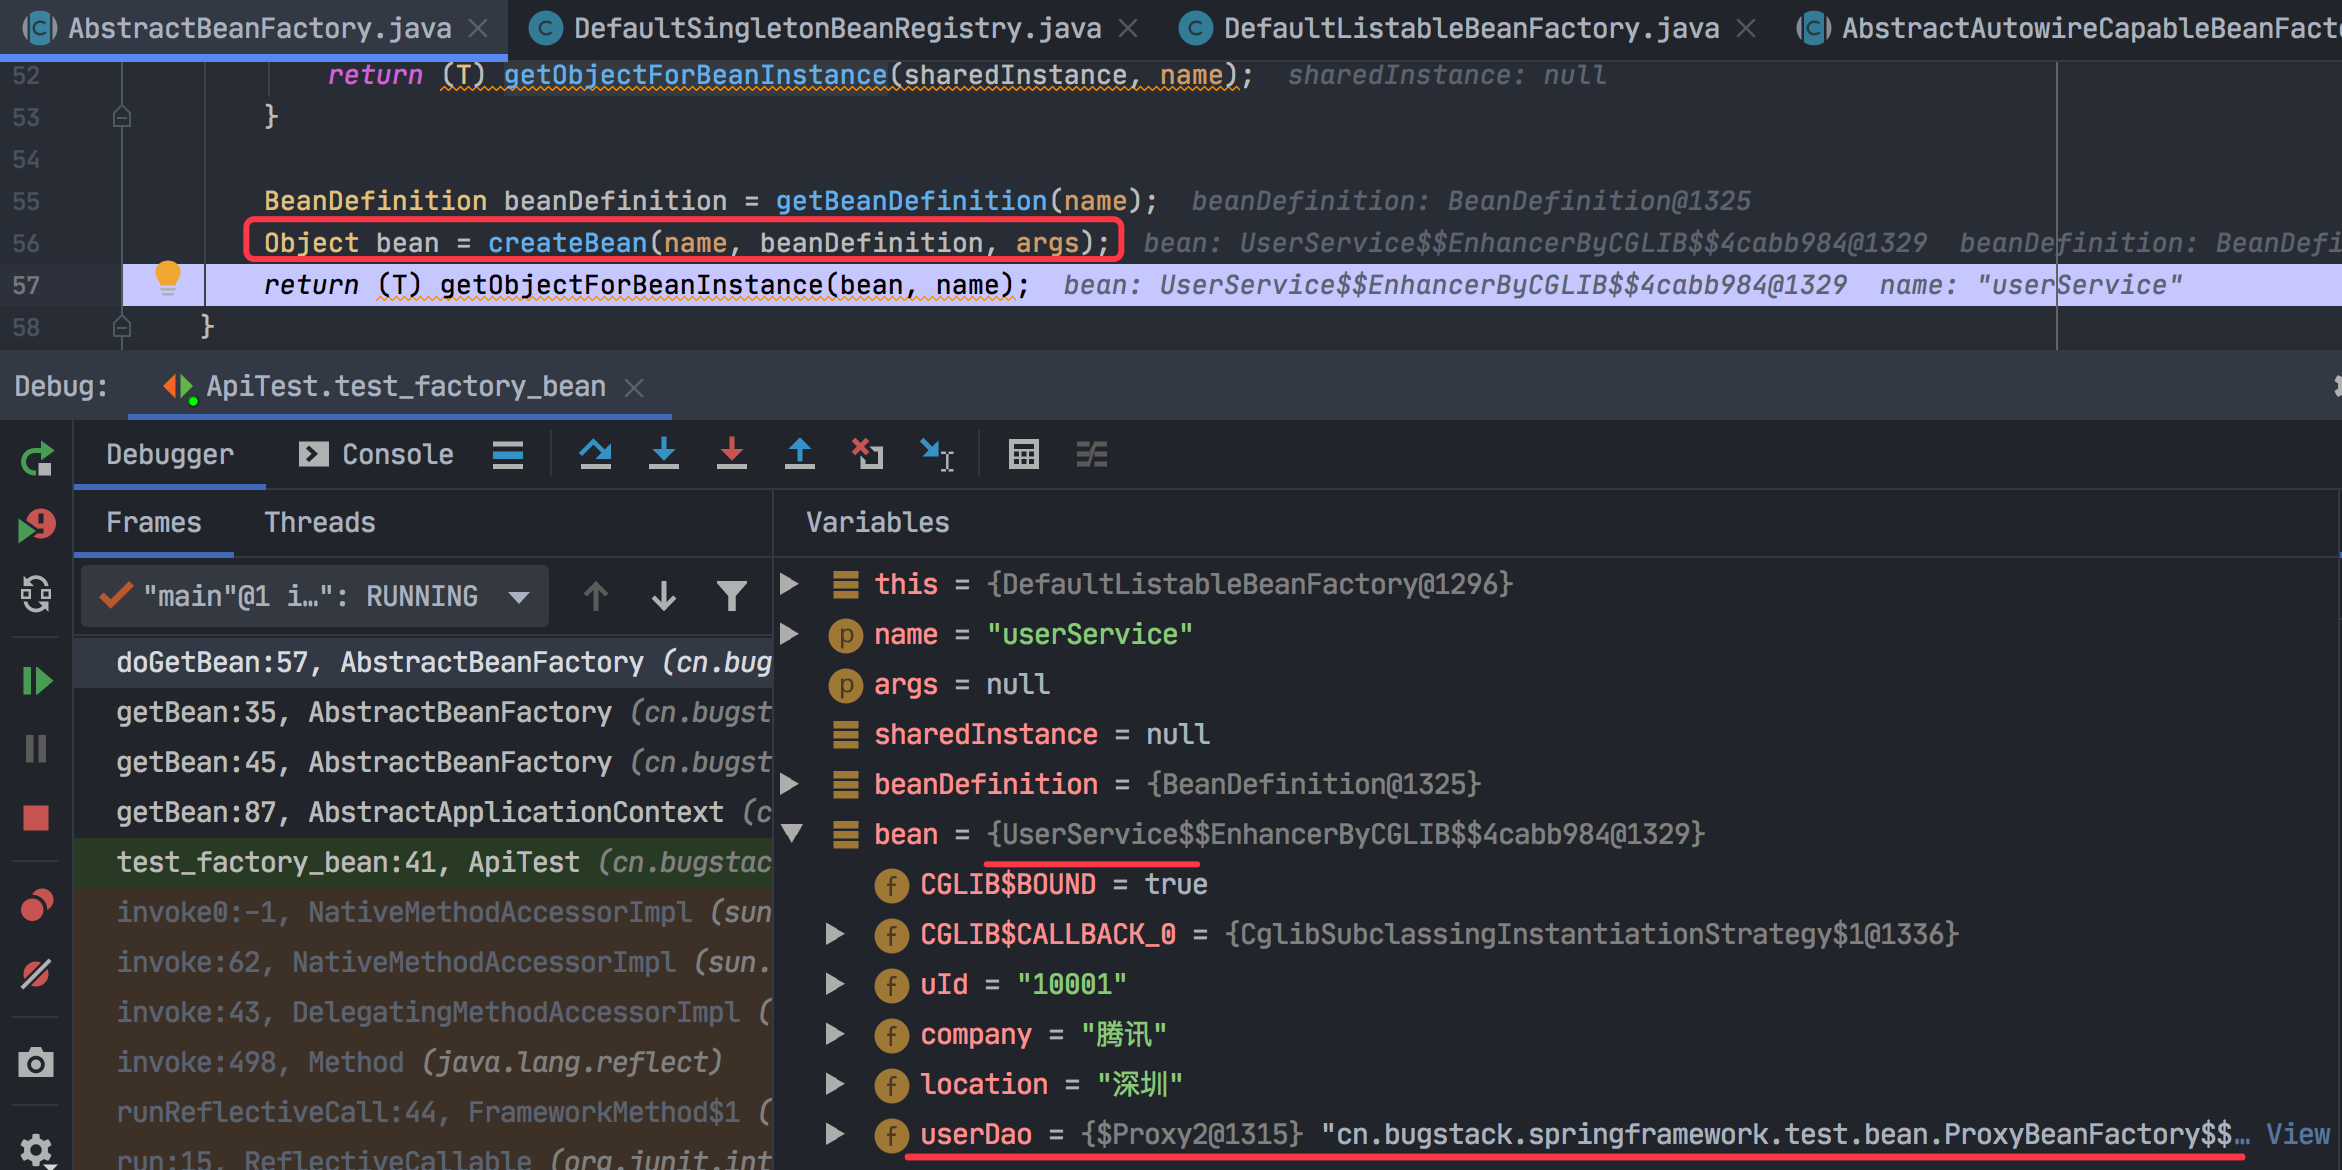 AbstractBeanFactory.java DefaultSingletonBeanRegistry.java DefaultListableBeanFactory.java AbstractAutowireCapableBeanFact
52 return (T) getObjectForBeanInstance(sharedInstance, name); sharedInstance: null
53 }
54
55 BeanDefinition beanDefinition = getBeanDefinition(name); beanDefinition: BeanDefinition@1325
56 Object bean = createBean(name, beanDefinition, args); bean: UserService$$EnhancerByCGLIB$$4cabb984@1329 beanDefinition: BeanDefi
57 return (T) getObjectForBeanInstance(bean, name); bean: UserService$$EnhancerByCGLIB$$4cabb984@1329 name: "userService"
58 }
Debug: ApiTest.test_factory_bean
Debugger Console
Frames Threads
"main"@1 i…": RUNNING
doGetBean:57, AbstractBeanFactory (cn.bug
getBean:35, AbstractBeanFactory (cn.bugst
getBean:45, AbstractBeanFactory (cn.bugst
getBean:87, AbstractApplicationContext (c
test_factory_bean:41, ApiTest (cn.bugstac
invoke0:-1, NativeMethodAccessorImpl (sun
invoke:62, NativeMethodAccessorImpl (sun.
invoke:43, DelegatingMethodAccessorImpl (
invoke:498, Method (java.lang.reflect)
runReflectiveCall:44, FrameworkMethod$1 (
run:15, ReflectiveCallable (org.junit.int
Variables
this = {DefaultListableBeanFactory@1296}
p name = "userService"
p args = null
sharedInstance = null
beanDefinition = {BeanDefinition@1325}
bean = {UserService$$EnhancerByCGLIB$$4cabb984@1329}
f CGLIB$BOUND = true
f CGLIB$CALLBACK_0 = {CglibSubclassingInstantiationStrategy$1@1336}
f uId = "10001"
f company = "腾讯"
f location = "深圳"
f userDao = {$Proxy2@1315} "cn.bugstack.springframework.test.bean.ProxyBeanFactory$$… View